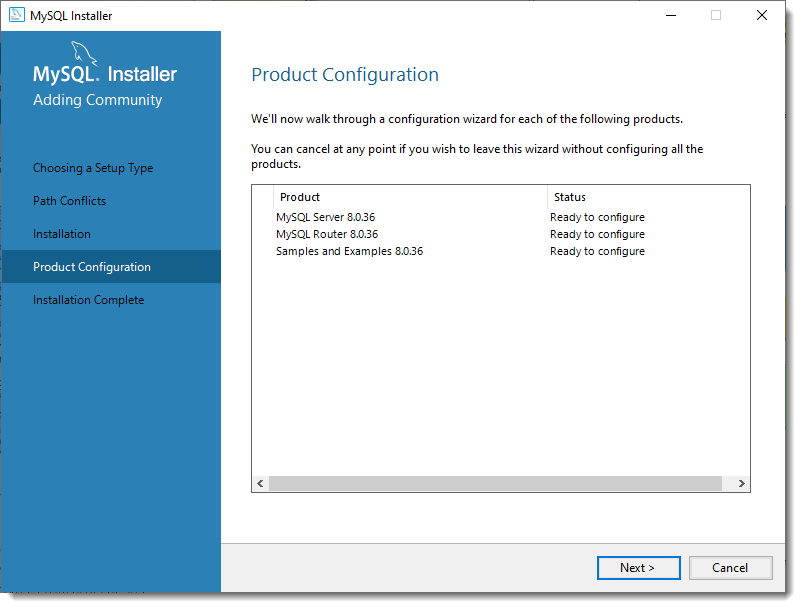 MySQL Installer
MySQL. Installer
Adding Community
Choosing a Setup Type
Path Conflicts
Installation
Product Configuration
Installation Complete
Product Configuration
We'll now walk through a configuration wizard for each of the following products.
You can cancel at any point if you wish to leave this wizard without configuring all the
products.
Product Status
MySQL Server 8.0.36 Ready to configure
MySQL Router 8.0.36 Ready to configure
Samples and Examples 8.0.36 Ready to configure
Next > Cancel